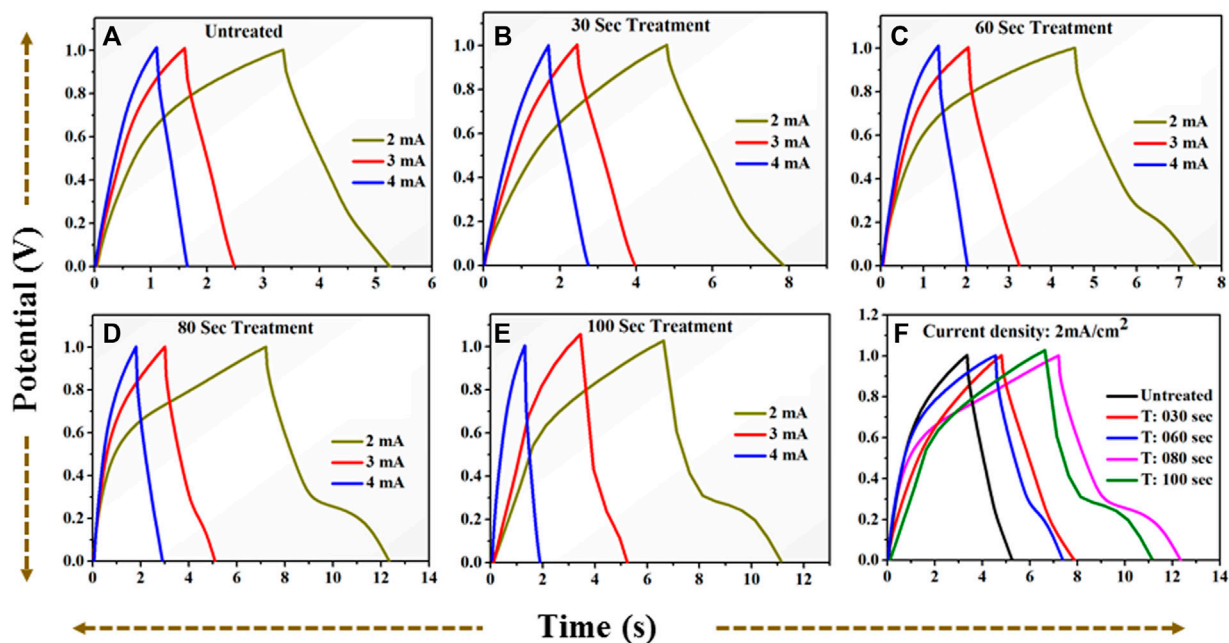 Potential (V)
A
Untreated
1.0
0.8
0.6
0.4
0.2
0.0
0 1 2 3 4 5 6
2 mA
3 mA
4 mA
B
30 Sec Treatment
1.0
0.8
0.6
0.4
0.2
0.0
0 2 4 6 8
2 mA
3 mA
4 mA
C
60 Sec Treatment
1.0
0.8
0.6
0.4
0.2
0.0
0 1 2 3 4 5 6 7 8
2 mA
3 mA
4 mA
D
80 Sec Treatment
1.0
0.8
0.6
0.4
0.2
0.0
0 2 4 6 8 10 12 14
2 mA
3 mA
4 mA
E
100 Sec Treatment
1.0
0.8
0.6
0.4
0.2
0.0
0 2 4 6 8 10 12
2 mA
3 mA
4 mA
F
Current density: 2mA/cm²
1.2
1.0
0.8
0.6
0.4
0.2
0.0
0 2 4 6 8 10 12 14
Untreated
T: 030 sec
T: 060 sec
T: 080 sec
T: 100 sec
Time (s)